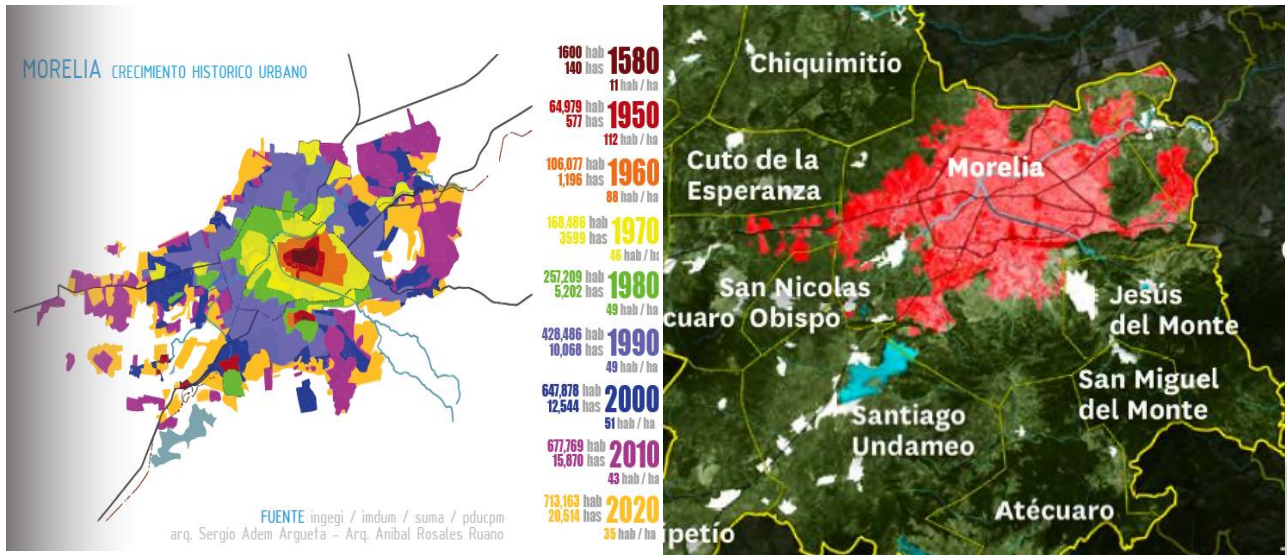 MORELIA CRECIMIENTO HISTORICO URBANO
1600 hab 1580
140 has
11 hab / ha
64,979 hab 1950
577 has
112 hab / ha
106,077 hab 1960
1,196 has
88 hab / ha
168,486 hab 1970
3599 has
46 hab / ha
257,209 hab 1980
5,202 has
49 hab / ha
428,486 hab 1990
10,068 has
49 hab / ha
647,878 hab 2000
12,544 has
51 hab / ha
677,769 hab 2010
15,870 has
43 hab / ha
713,163 hab 2020
20,514 has
35 hab / ha
FUENTE ingegi / imdum / suma / pducpm
arq. Sergio Adem Argueta - Arq. Anibal Rosales Ruano
Chiquimitío
Cuto de la
Esperanza
Morelia
San Nicolas
cuaro Obispo
Jesús
del Monte
San Miguel
del Monte
Santiago
Undameo
Atécuaro
ipetío